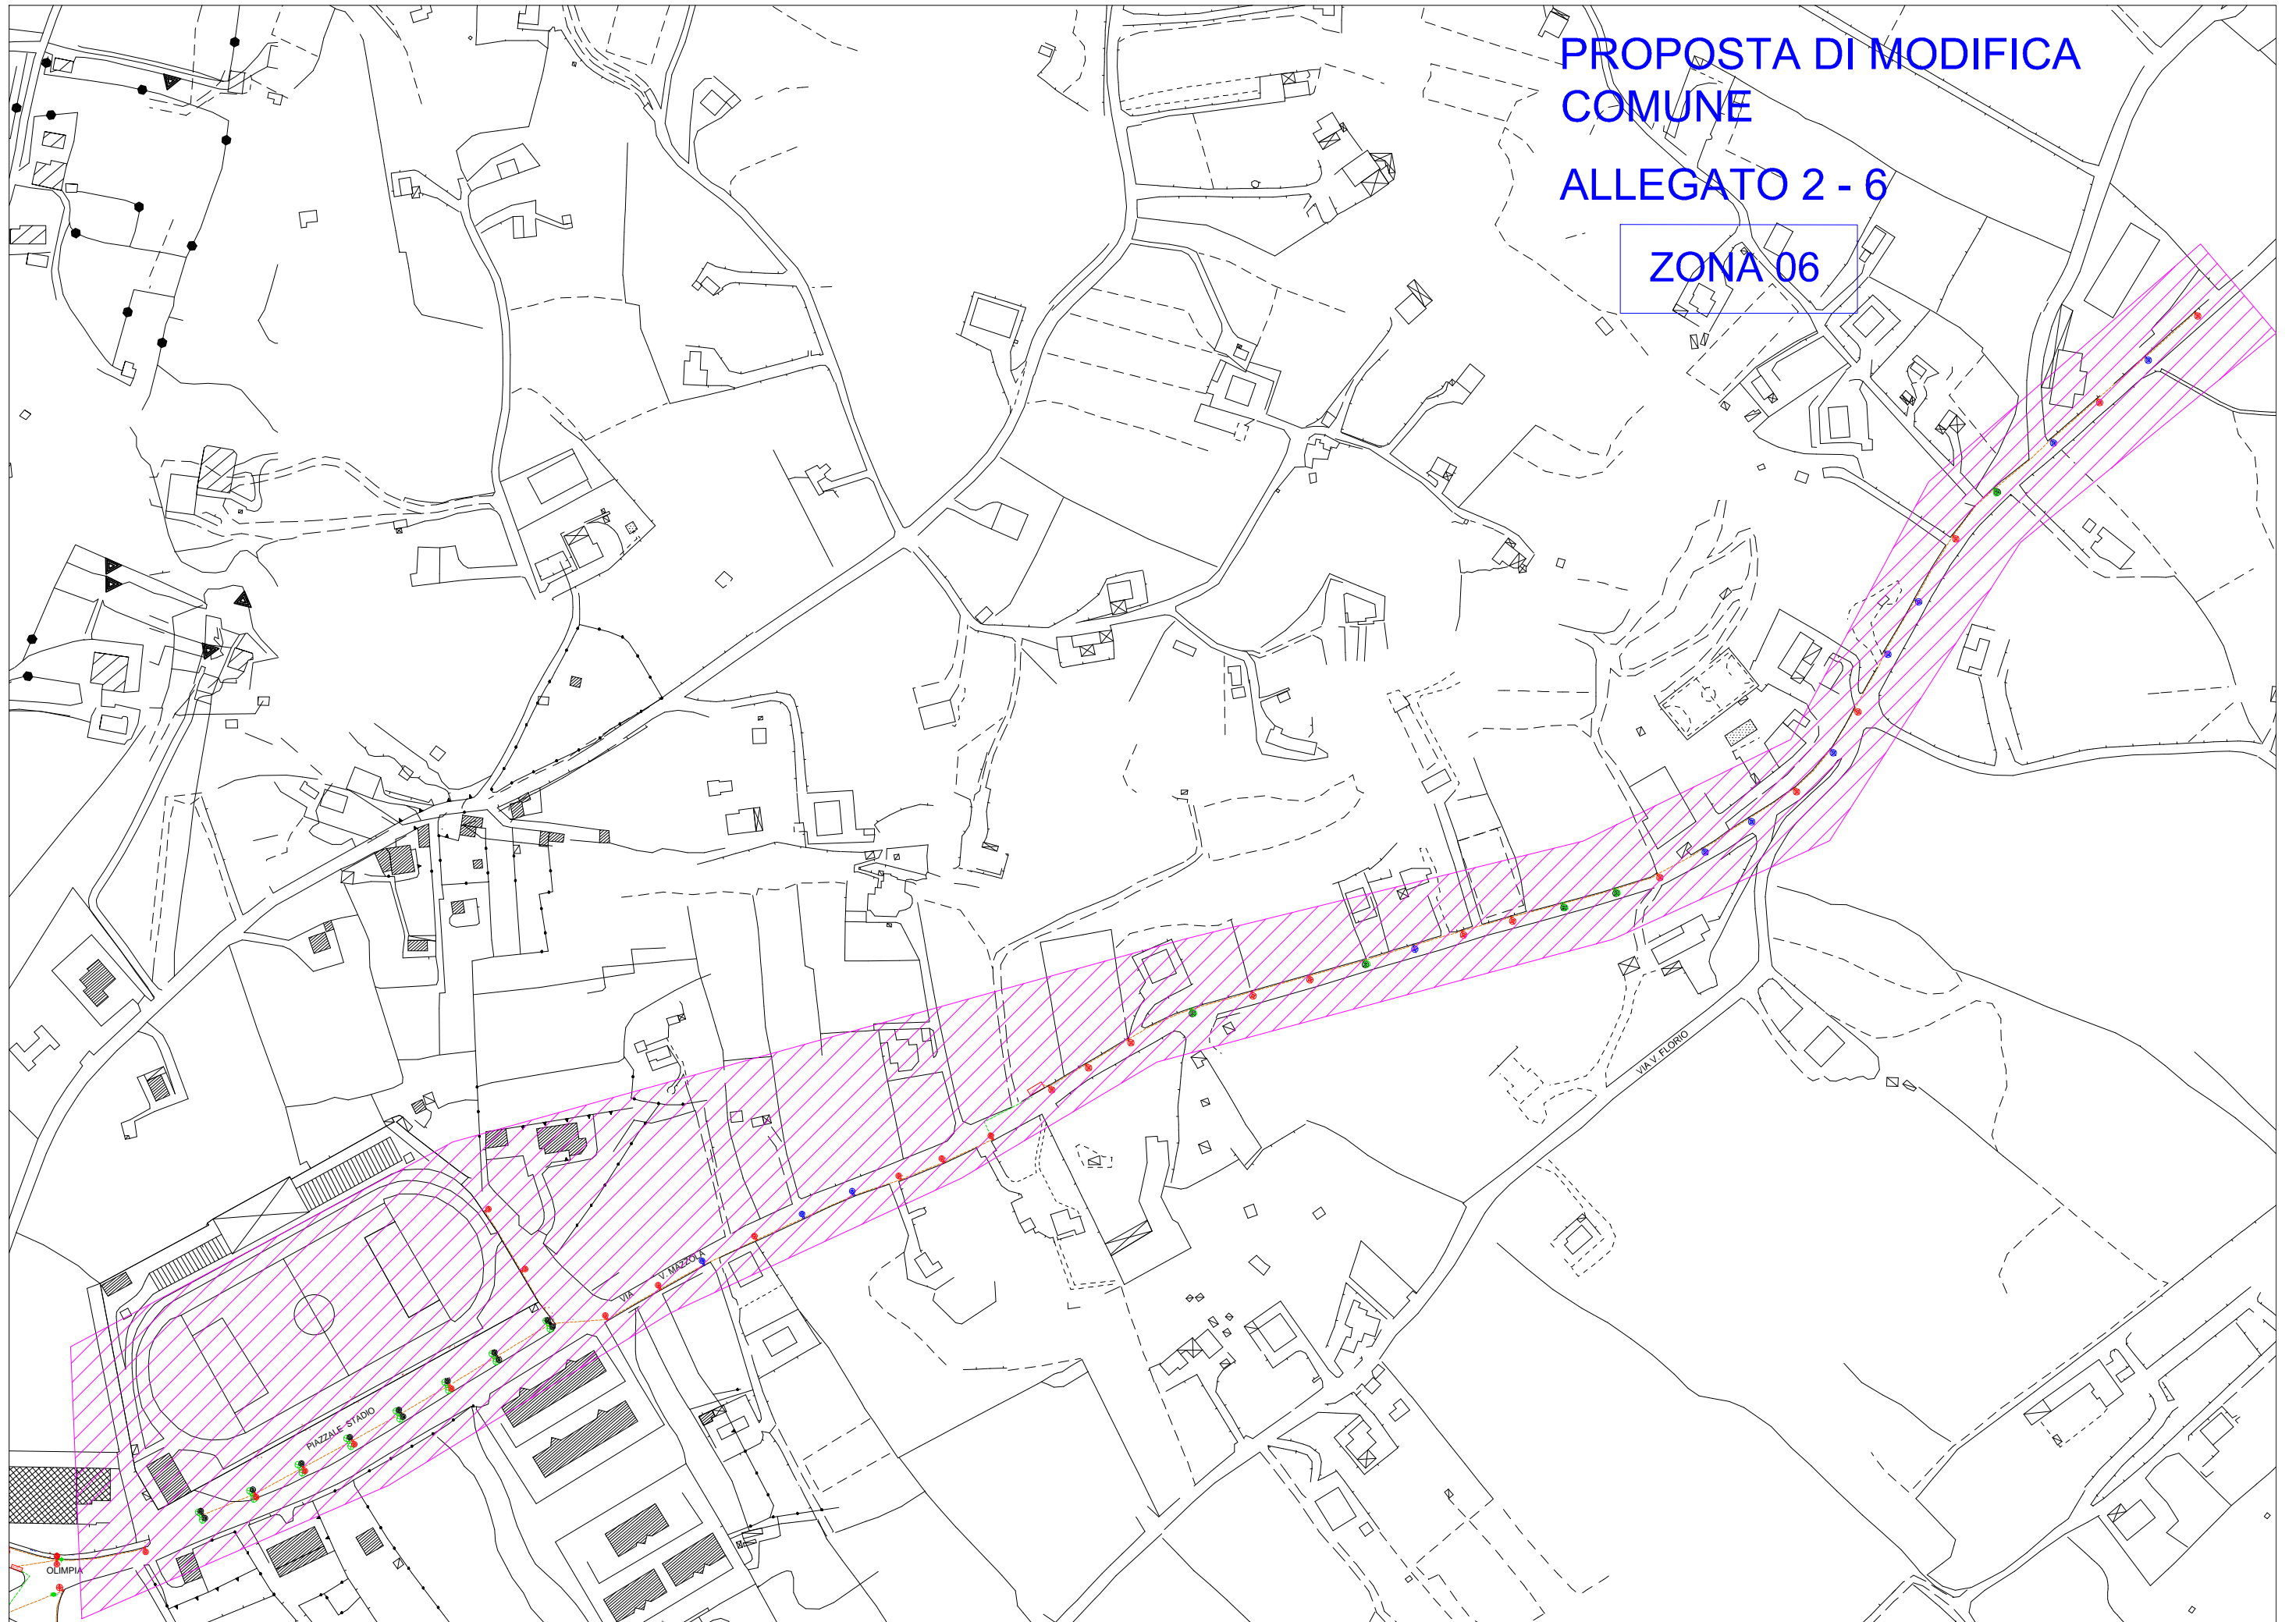 PROPOSTA DI MODIFICA
COMUNE
ALLEGATO 2 - 6
ZONA 06
VIA V. FLORIO
VIA V. MAZZOLA
PIAZZALE STADIO
OLIMPIA